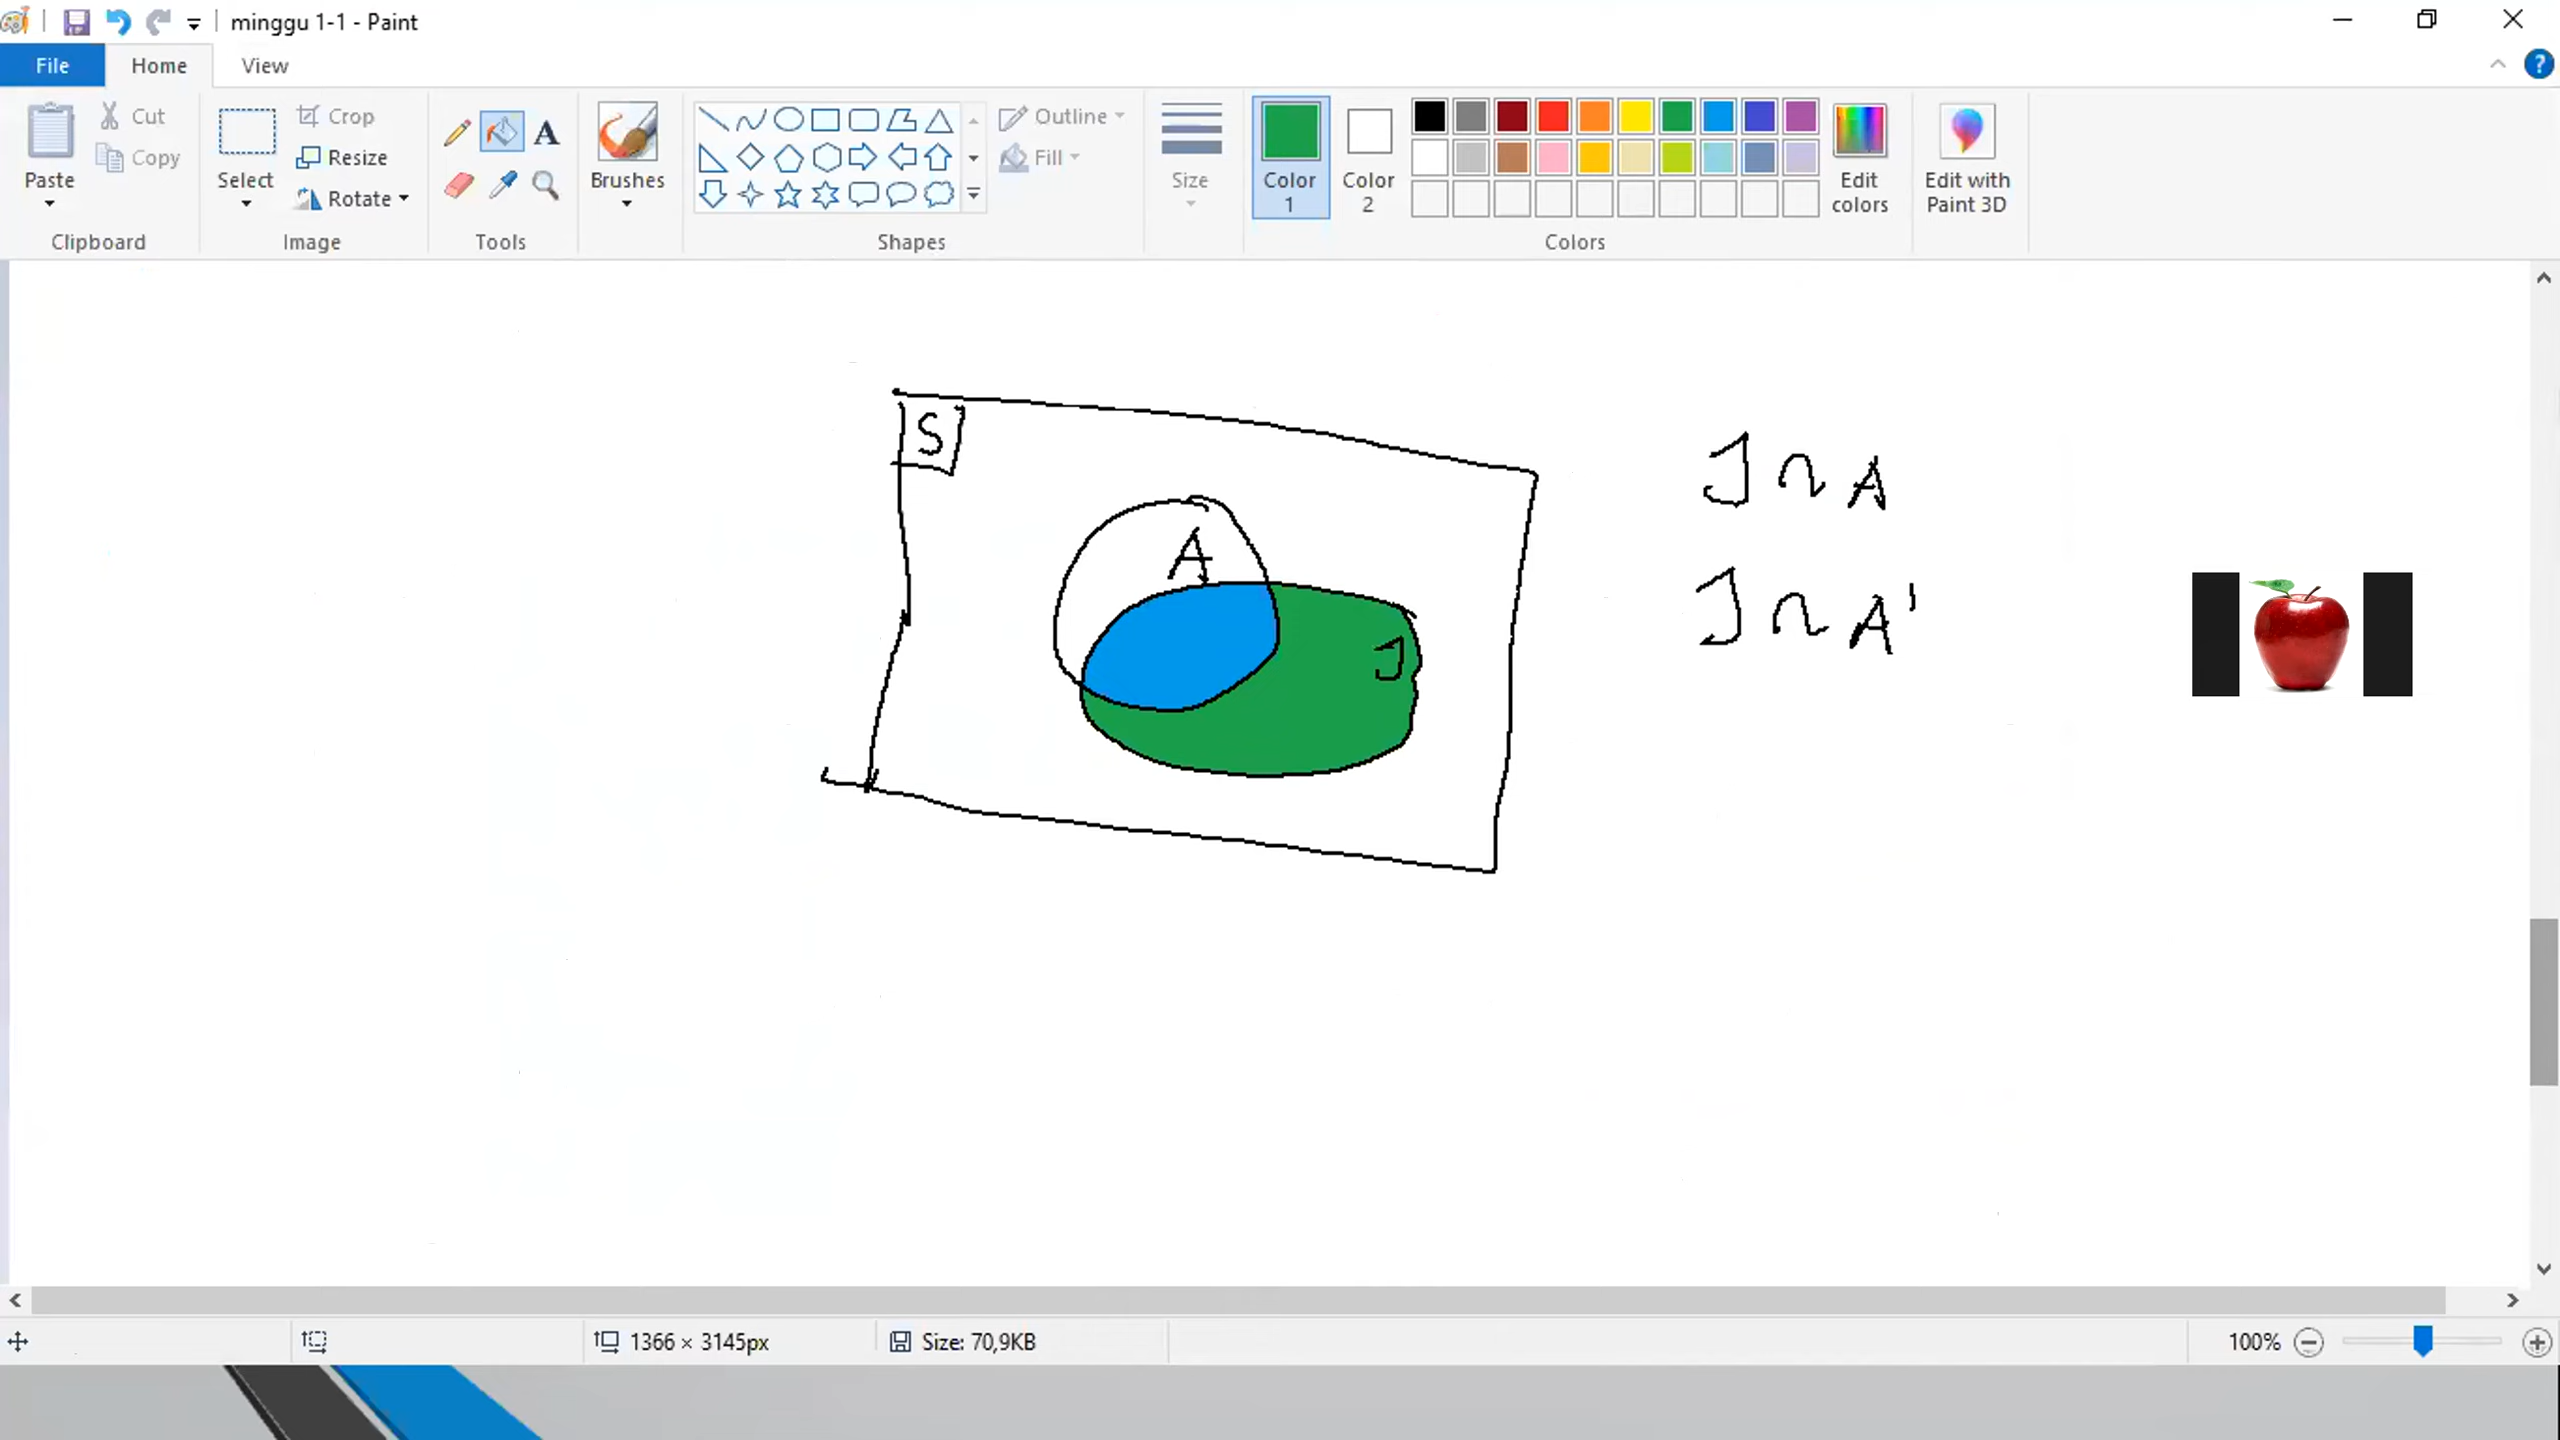 minggu 1-1 - Paint
File Home View
Paste
Cut
Copy
Clipboard
Select
Crop
Resize
Rotate
Image
A
Tools
Brushes
Shapes
Outline
Fill
Size
Color 1
Color 2
Colors
Edit colors
Edit with Paint 3D
?
S
A
J
J ∩ A
J ∩ A'
1366 × 3145px
Size: 70,9KB
100%